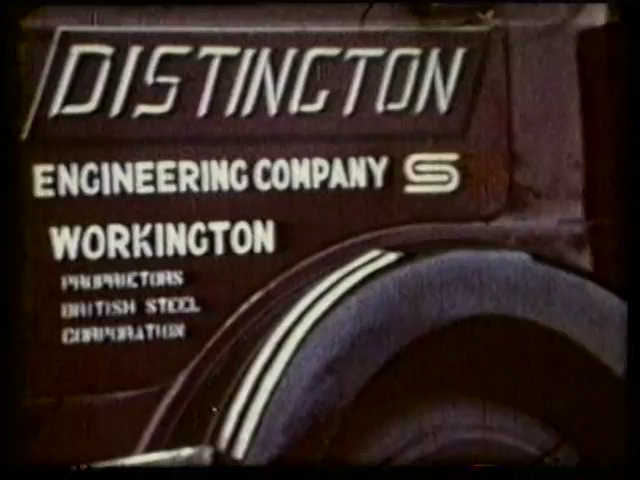 DISTINGTON
ENGINEERING COMPANY
WORKINGTON
PROPRIETORS
BRITISH STEEL
CORPORATION